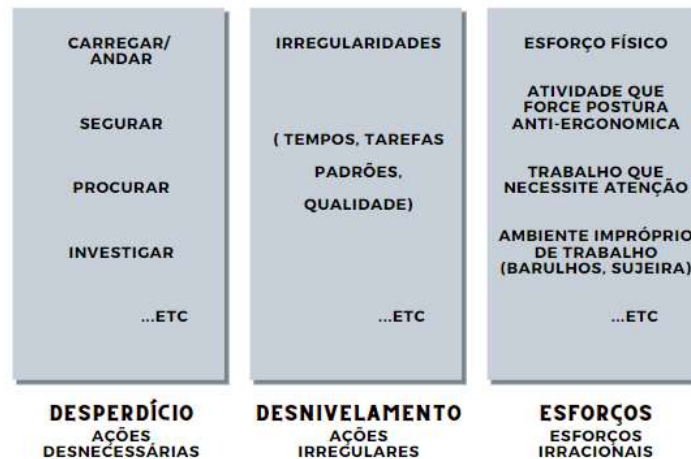 CARREGAR/
ANDAR
SEGURAR
PROCURAR
INVESTIGAR
...ETC
DESPERDÍCIO
AÇÕES
DESNECESSÁRIAS
IRREGULARIDADES
( TEMPOS, TAREFAS
PADRÕES,
QUALIDADE)
...ETC
DESNIVELAMENTO
AÇÕES
IRREGULARES
ESFORÇO FÍSICO
ATIVIDADE QUE
FORCE POSTURA
ANTI-ERGONOMICA
TRABALHO QUE
NECESSITE ATENÇÃO
AMBIENTE IMPRÓPRIO
DE TRABALHO
(BARULHOS, SUJEIRA)
...ETC
ESFORÇOS
ESFORÇOS
IRRACIONAIS